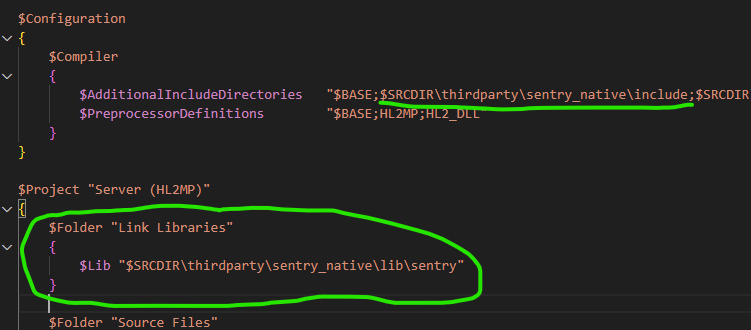 $Configuration
{
$Compiler
{
$AdditionalIncludeDirectories "$BASE;$SRCDIR\thirdparty\sentry_native\include;$SRCDIR
$PreprocessorDefinitions "$BASE;HL2MP;HL2_DLL"
}
}
$Project "Server (HL2MP)"
{
$Folder "Link Libraries"
{
$Lib "$SRCDIR\thirdparty\sentry_native\lib\sentry"
}
$Folder "Source Files"